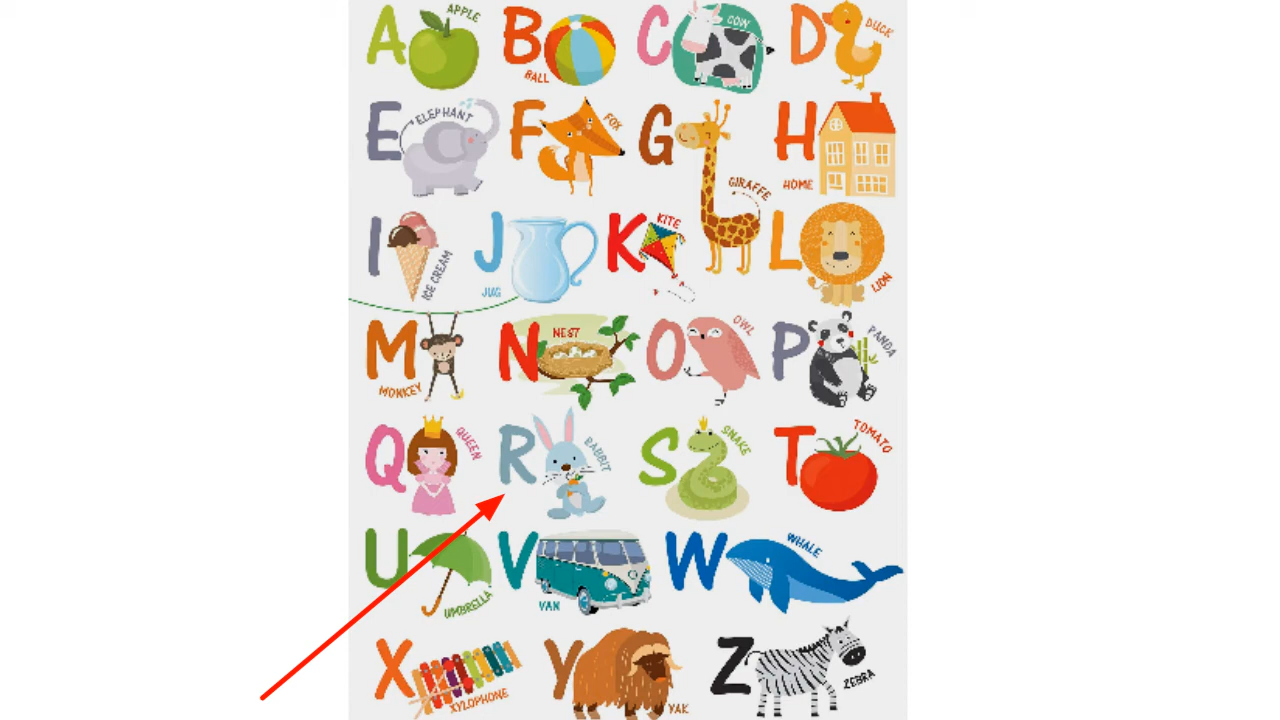 A APPLE
B BALL
C COW
D DUCK
E ELEPHANT
F FOX
G GIRAFFE
H HOME
I ICE CREAM
J JUG
K KITE
L LION
M MONKEY
N NEST
O OWL
P PANDA
Q QUEEN
R RABBIT
S SNAKE
T TOMATO
U UMBRELLA
V VAN
W WHALE
X XYLOPHONE
Y YAK
Z ZEBRA